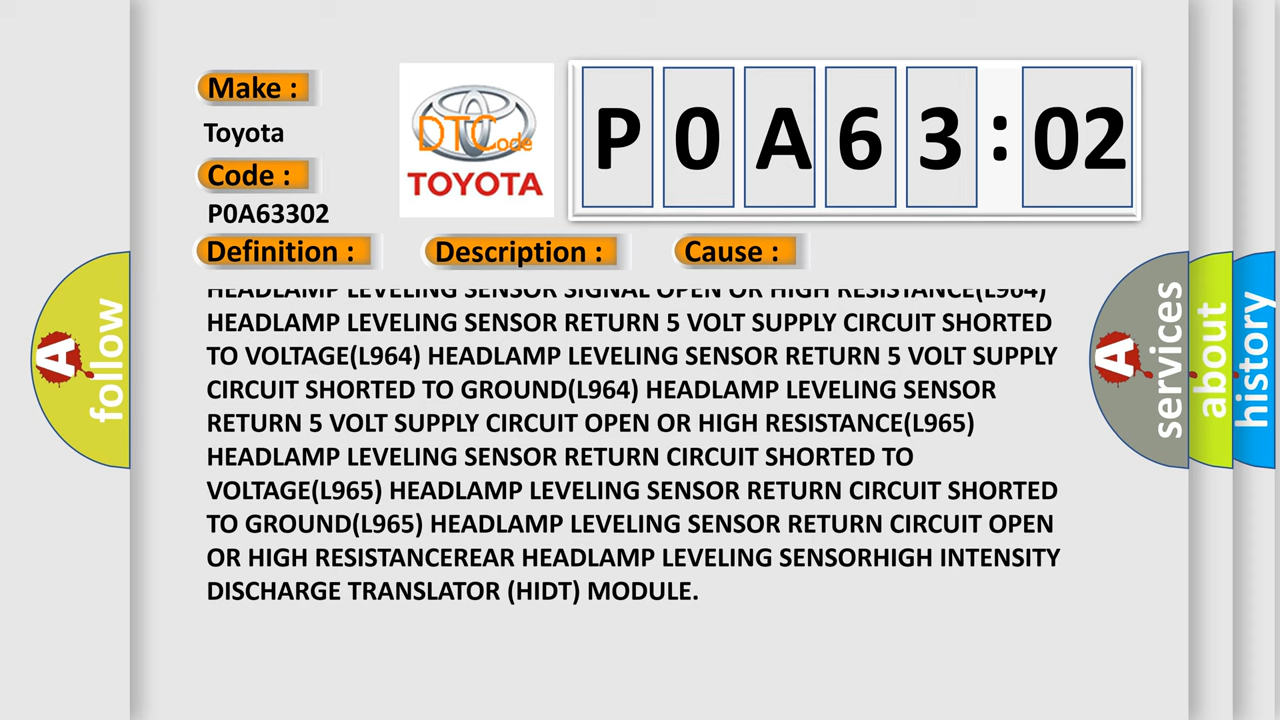 Make :
Toyota
Code :
P0A63302
DTCode
TOYOTA
P0A63:02
Definition :
Description :
Cause :
HEADLAMP LEVELING SENSOR SIGNAL OPEN OR HIGH RESISTANCE(L964)
HEADLAMP LEVELING SENSOR RETURN 5 VOLT SUPPLY CIRCUIT SHORTED
TO VOLTAGE(L964) HEADLAMP LEVELING SENSOR RETURN 5 VOLT SUPPLY
CIRCUIT SHORTED TO GROUND(L964) HEADLAMP LEVELING SENSOR
RETURN 5 VOLT SUPPLY CIRCUIT OPEN OR HIGH RESISTANCE(L965)
HEADLAMP LEVELING SENSOR RETURN CIRCUIT SHORTED TO
VOLTAGE(L965) HEADLAMP LEVELING SENSOR RETURN CIRCUIT SHORTED
TO GROUND(L965) HEADLAMP LEVELING SENSOR RETURN CIRCUIT OPEN
OR HIGH RESISTANCEREAR HEADLAMP LEVELING SENSORHIGH INTENSITY
DISCHARGE TRANSLATOR (HIDT) MODULE.
A
follow
A
services
about
history